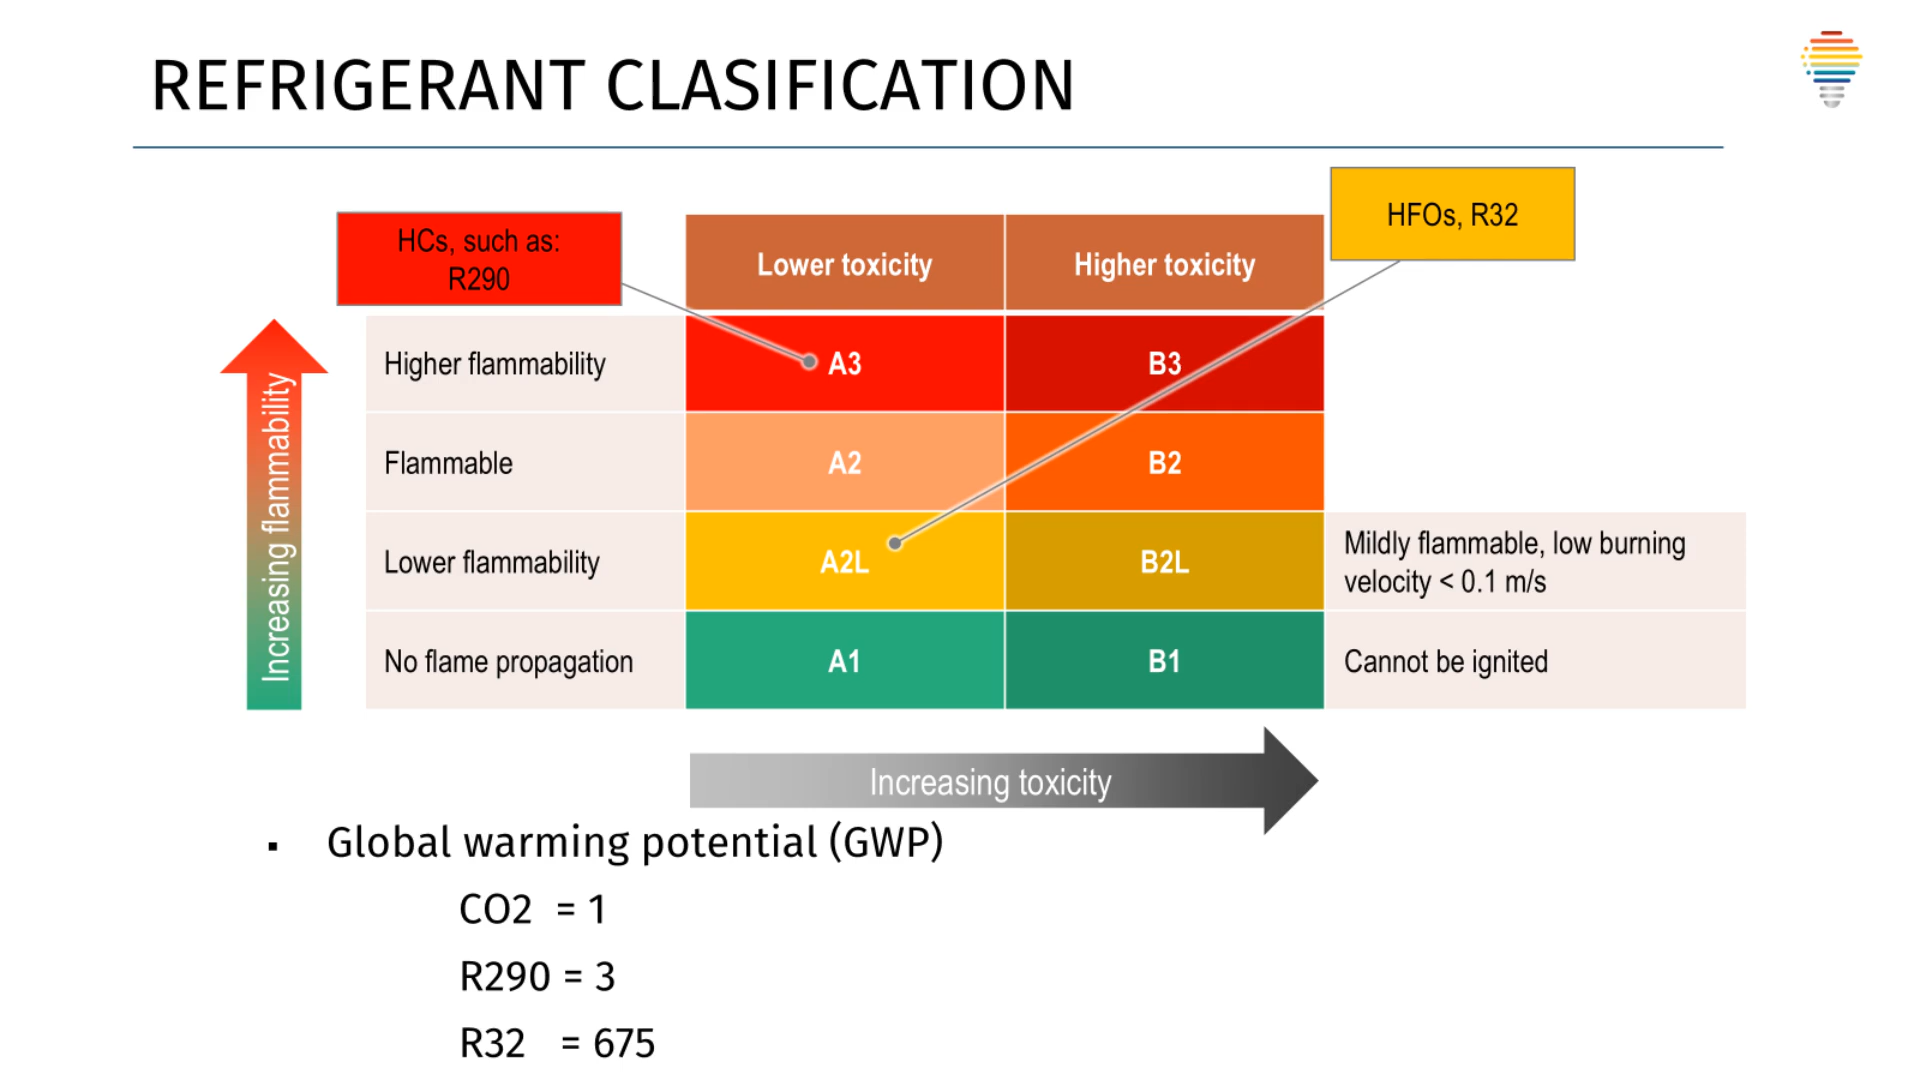 REFRIGERANT CLASIFICATION
HFOs, R32
HCs, such as:
R290
Lower toxicity
Higher toxicity
Increasing flammability
Higher flammability
A3
B3
Flammable
A2
B2
Lower flammability
A2L
B2L
Mildly flammable, low burning
velocity < 0.1 m/s
No flame propagation
A1
B1
Cannot be ignited
Increasing toxicity
▪ Global warming potential (GWP)
CO2 = 1
R290 = 3
R32 = 675